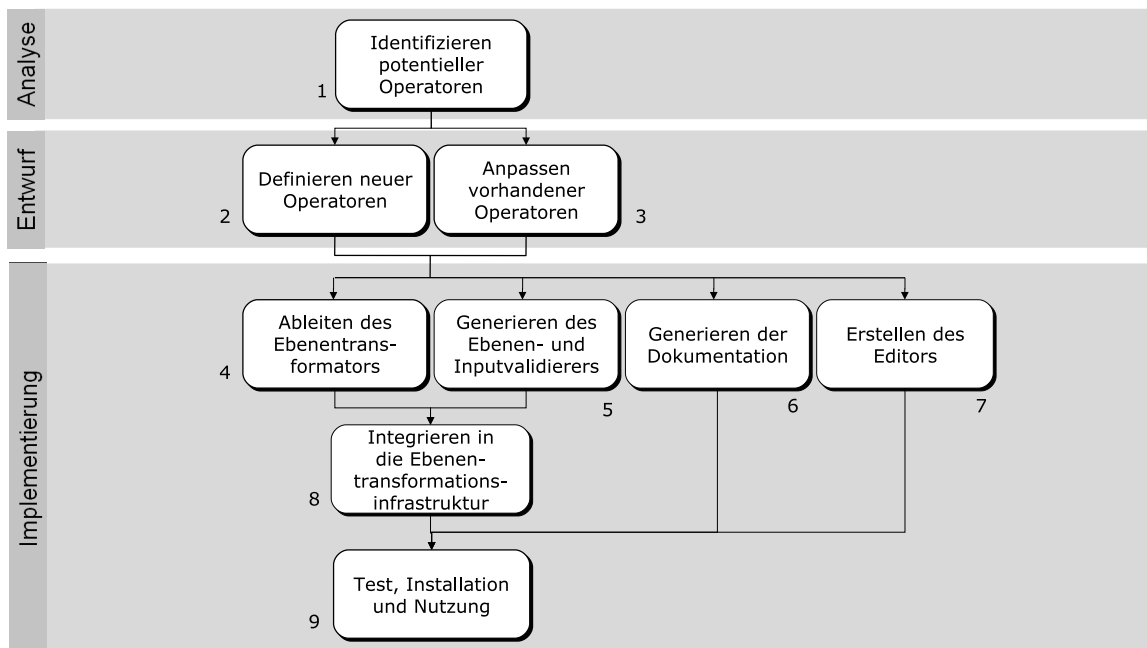 Analyse
Identifizieren
potentieller
Operatoren
1
Entwurf
Definieren neuer
Operatoren
2
Anpassen
vorhandener
Operatoren
3
Implementierung
Ableiten des
Ebenentrans-
formators
4
Generieren des
Ebenen- und
Inputvalidierers
5
Generieren der
Dokumentation
6
Erstellen des
Editors
7
Integrieren in
die Ebenen-
transformations-
infrastruktur
8
Test, Installation
und Nutzung
9